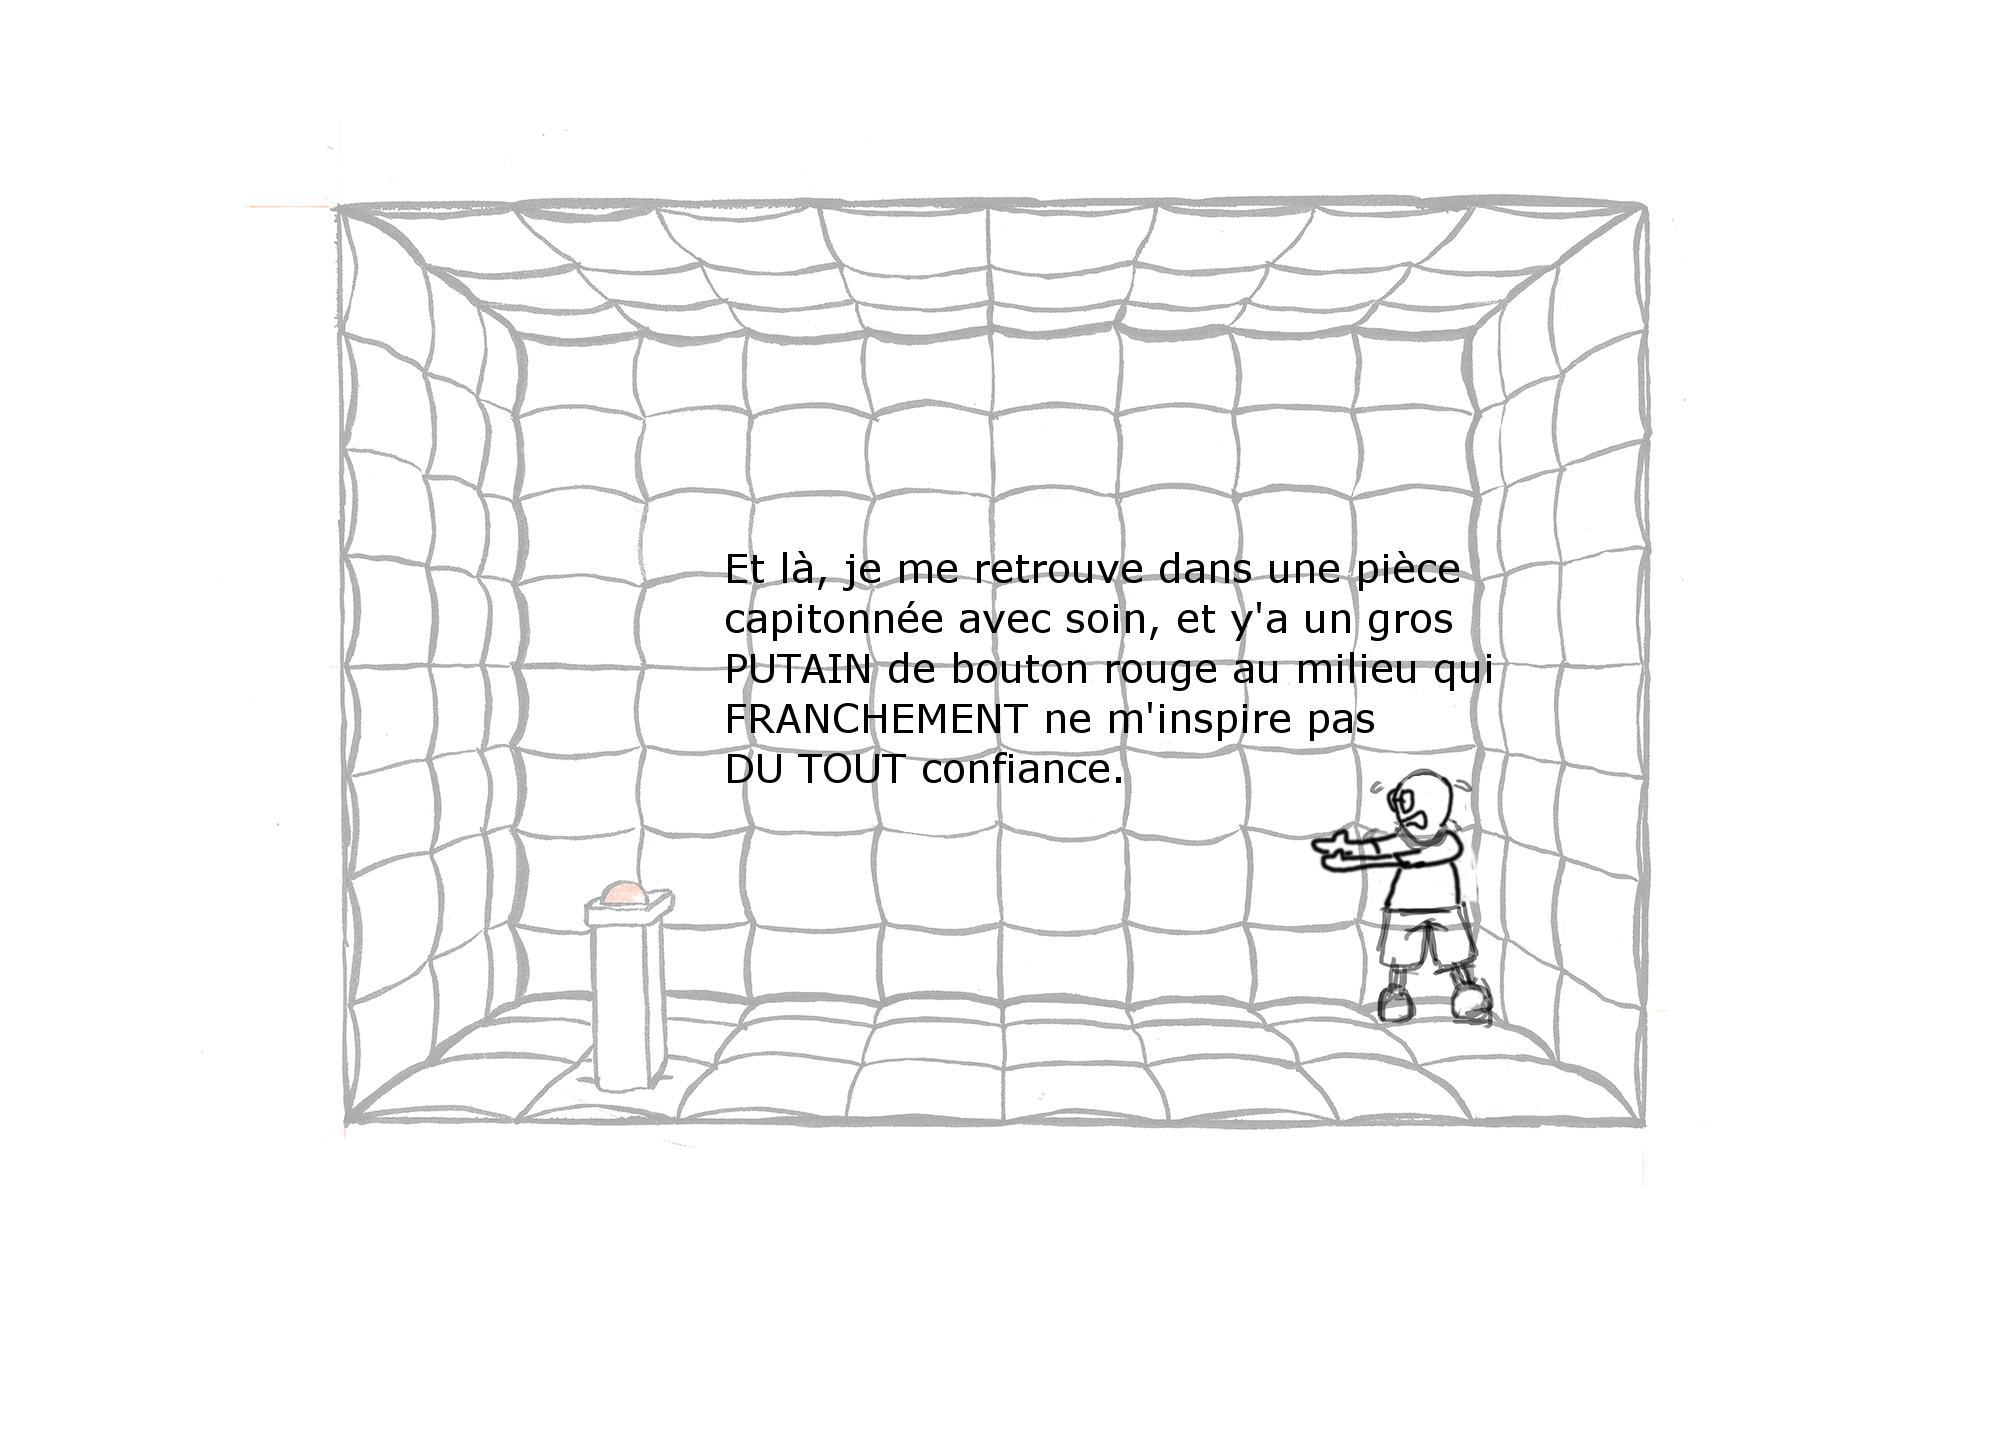 Et là, je me retrouve dans une pièce
capitonnée avec soin, et y'a un gros
PUTAIN de bouton rouge au milieu qui
FRANCHEMENT ne m'inspire pas
DU TOUT confiance.